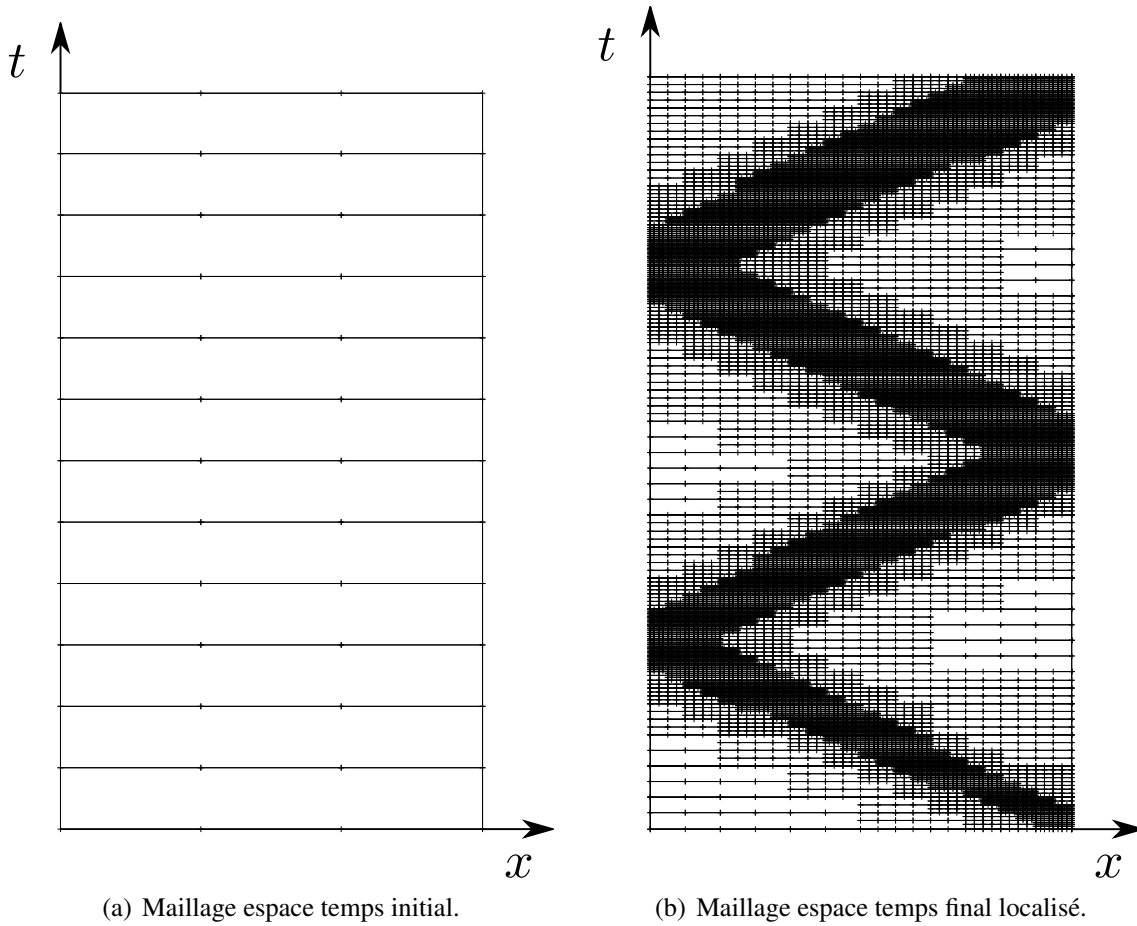 t
x
(a) Maillage espace temps initial.
t
x
(b) Maillage espace temps final localisé.